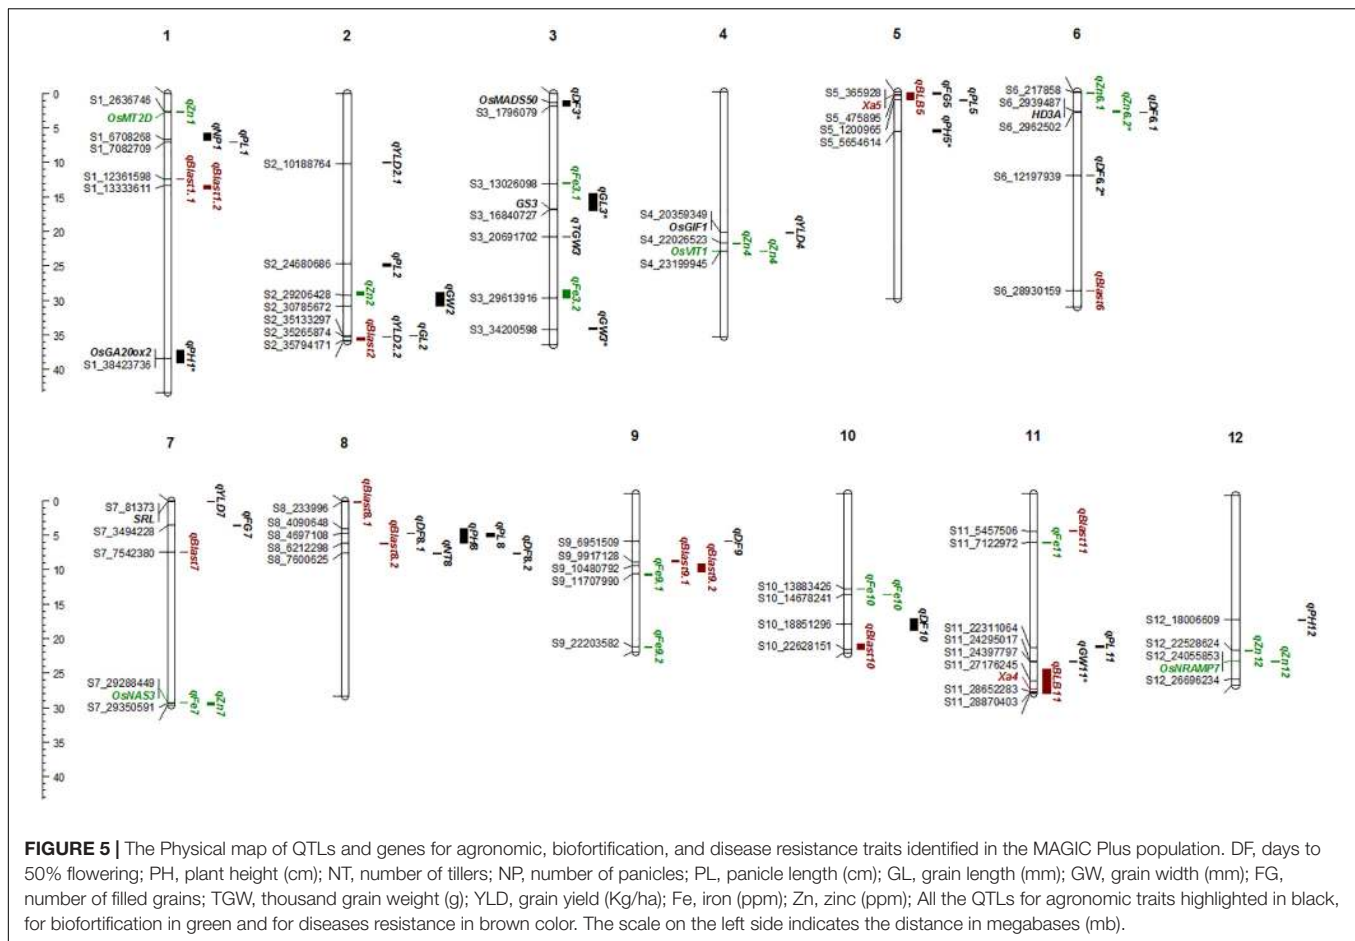 1 2 3 4 5 6
0
5
10
15
20
25
30
35
40
S1_2636746
OsMT2D
S1_6708268
S1_7082709
S1_12361598
S1_13333611
OsGA20ox2
S1_38423736
qZn1
qNP1
qPL1
qBlast1.1
qBlast1.2
qPH1*
S2_10188764
S2_24680686
S2_29206428
S2_30785672
S2_35133297
S2_35265874
S2_35794171
qYLD2.1
qPL2
qZn2
qGW2
qBlast2
qYLD2.2
qGL2
OsMADS50
S3_1796079
S3_13026098
GS3
S3_16840727
S3_20691702
S3_29613916
S3_34200598
qDF3*
qFe3.1
qGL3*
qTGW3
qFe3.2
qGW3*
S4_20359349
OsGIF1
S4_22026523
OsVIT1
S4_23199945
qYLD4
qZn4
qZn4
S5_365928
Xa5
S5_475895
S5_1200965
S5_5654614
qBLB5
qFG5
qPL5
qPH5*
S6_217858
S6_2939487
HD3A
S6_2962502
S6_12197939
S6_28930159
qZn6.1
qZn6.2*
qDF6.1
qDF6.2*
qBlast6
7 8 9 10 11 12
0
5
10
15
20
25
30
35
40
S7_81373
SRL
S7_3494228
S7_7542380
S7_29288449
OsNAS3
S7_29350591
qYLD7
qFG7
qBlast7
qFe7
qZn7
S8_233996
S8_4090648
S8_4697108
S8_6212298
S8_7600625
qBlast8.1
qBlast8.2
qDF8.1
qNT8
qPH8
qPL8
qDF8.2
S9_6951509
S9_9917128
S9_10480792
S9_11707990
S9_22203582
qDF9
qBlast9.1
qBlast9.2
qFe9.1
qFe9.2
S10_13883426
S10_14678241
S10_18851296
S10_22628151
qFe10
qFe10
qDF10
qBlast10
S11_5457506
S11_7122972
S11_22311064
S11_24295017
S11_24397797
S11_27176245
Xa4
S11_28652283
S11_28870403
qBlast11
qFe11
qPL11
qGW11*
qBLB11
S12_18006609
S12_22528624
S12_24055853
OsNRAMP7
S12_26696234
qPH12
qZn12
qZn12
FIGURE 5 | The Physical map of QTLs and genes for agronomic, biofortification, and disease resistance traits identified in the MAGIC Plus population. DF, days to
50% flowering; PH, plant height (cm); NT, number of tillers; NP, number of panicles; PL, panicle length (cm); GL, grain length (mm); GW, grain width (mm); FG,
number of filled grains; TGW, thousand grain weight (g); YLD, grain yield (Kg/ha); Fe, iron (ppm); Zn, zinc (ppm); All the QTLs for agronomic traits highlighted in black,
for biofortification in green and for diseases resistance in brown color. The scale on the left side indicates the distance in megabases (mb).